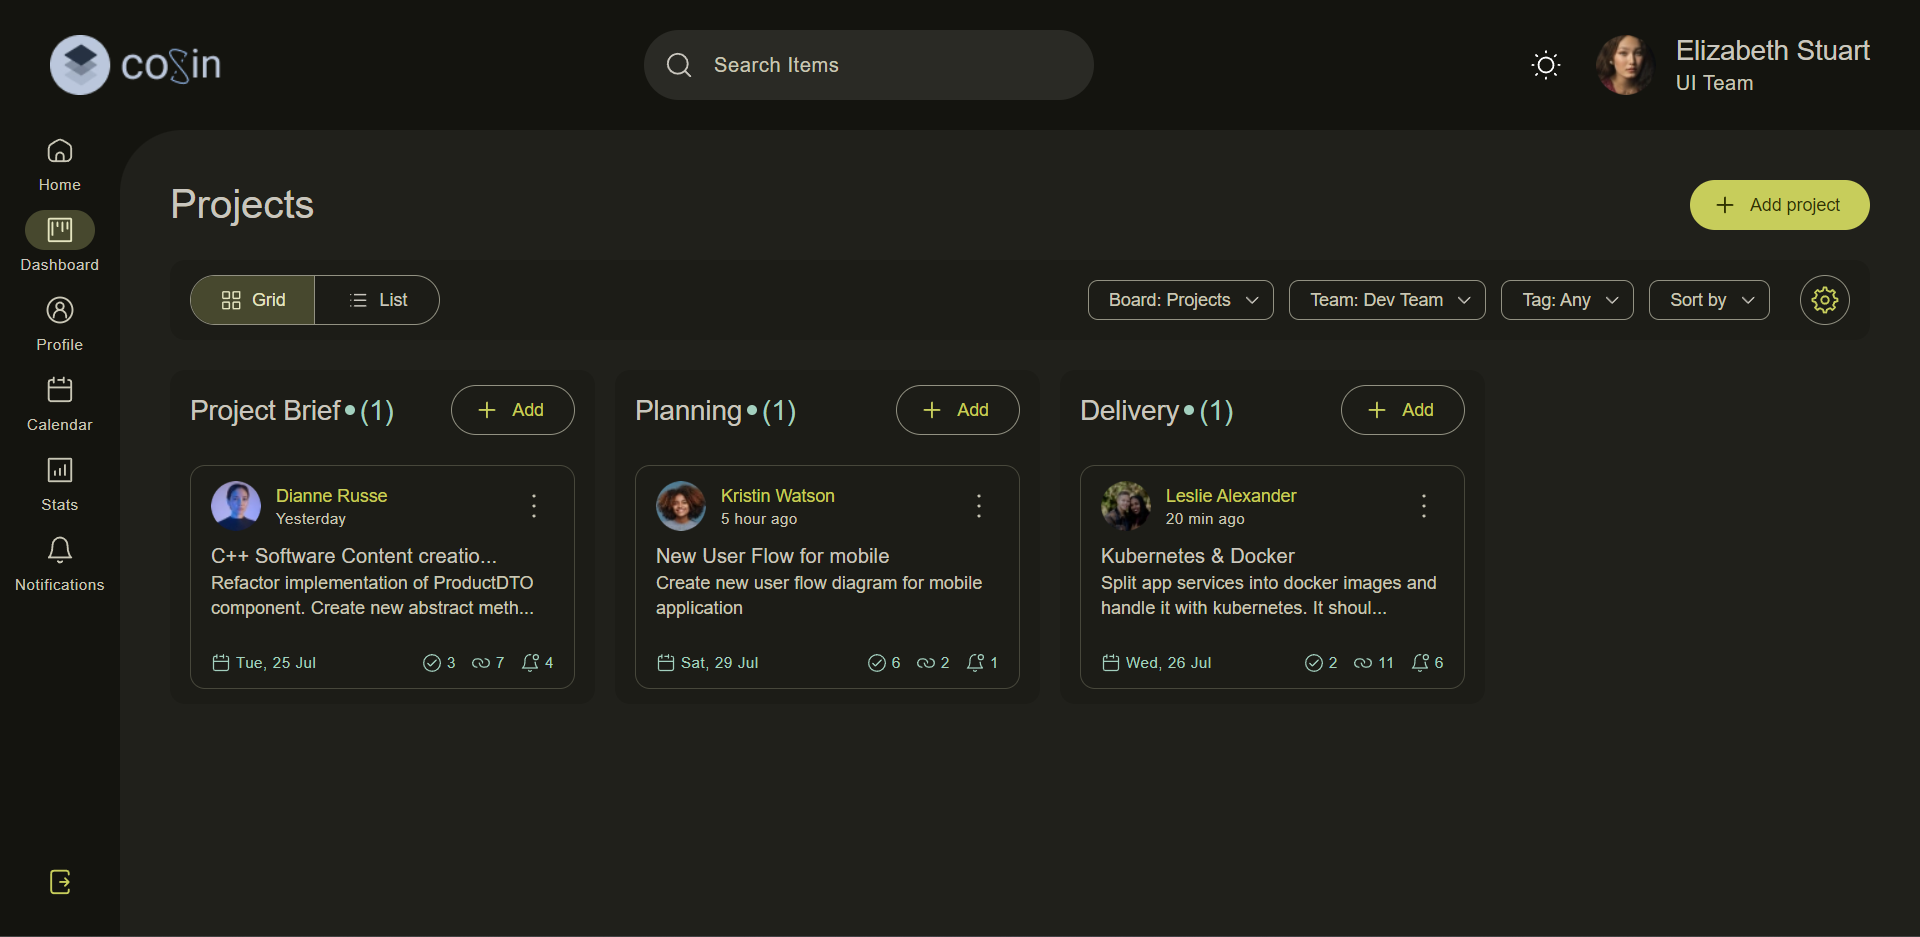 Search Items
Elizabeth Stuart
UI Team
Home
Dashboard
Profile
Calendar
Stats
Notifications
Projects
Add project
Grid
List
Board: Projects
Team: Dev Team
Tag: Any
Sort by
Project Brief•(1)
Add
Dianne Russe
Yesterday
C++ Software Content creatio...
Refactor implementation of ProductDTO
component. Create new abstract meth...
Tue, 25 Jul
3
7
4
Planning•(1)
Add
Kristin Watson
5 hour ago
New User Flow for mobile
Create new user flow diagram for mobile
application
Sat, 29 Jul
6
2
1
Delivery•(1)
Add
Leslie Alexander
20 min ago
Kubernetes & Docker
Split app services into docker images and
handle it with kubernetes. It shoul...
Wed, 26 Jul
2
11
6